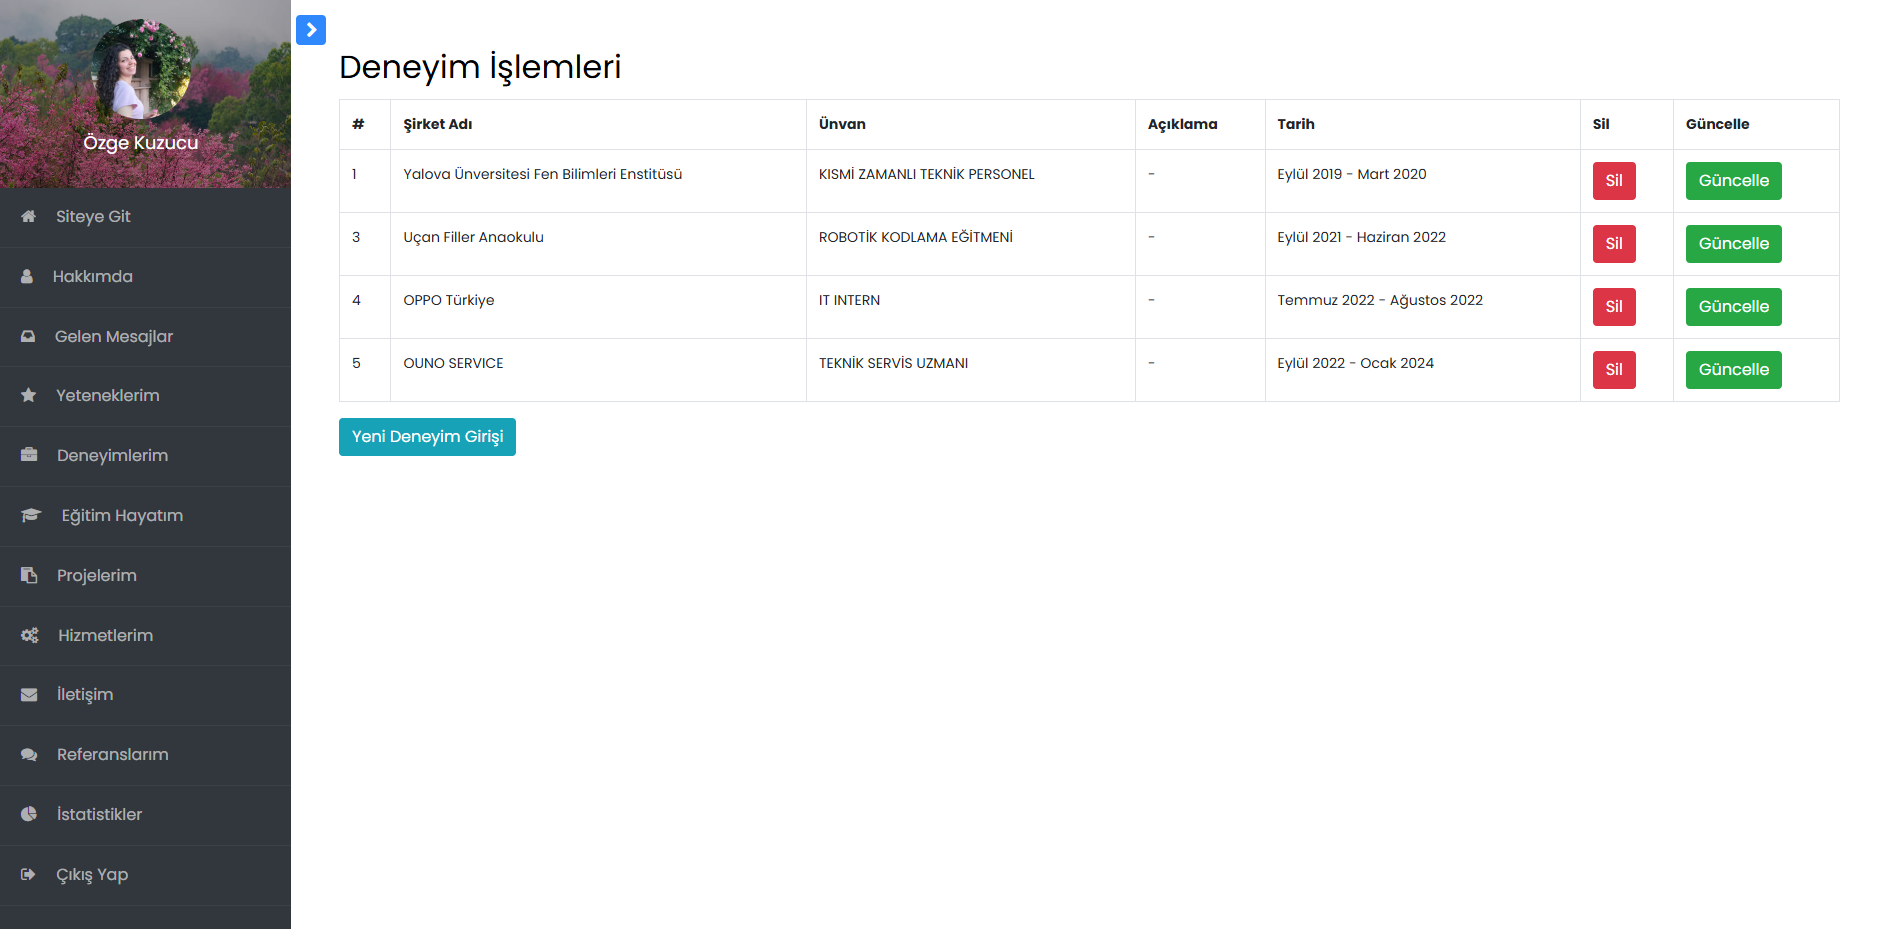 Özge Kuzucu
Siteye Git
Hakkımda
Gelen Mesajlar
Yeteneklerim
Deneyimlerim
Eğitim Hayatım
Projelerim
Hizmetlerim
İletişim
Referanslarım
İstatistikler
Çıkış Yap
Deneyim İşlemleri
# Şirket Adı Ünvan Açıklama Tarih Sil Güncelle
1 Yalova Ünversitesi Fen Bilimleri Enstitüsü KISMİ ZAMANLI TEKNİK PERSONEL - Eylül 2019 - Mart 2020 Sil Güncelle
3 Uçan Filler Anaokulu ROBOTİK KODLAMA EĞİTMENİ - Eylül 2021 - Haziran 2022 Sil Güncelle
4 OPPO Türkiye IT INTERN - Temmuz 2022 - Ağustos 2022 Sil Güncelle
5 OUNO SERVICE TEKNİK SERVİS UZMANI - Eylül 2022 - Ocak 2024 Sil Güncelle
Yeni Deneyim Girişi